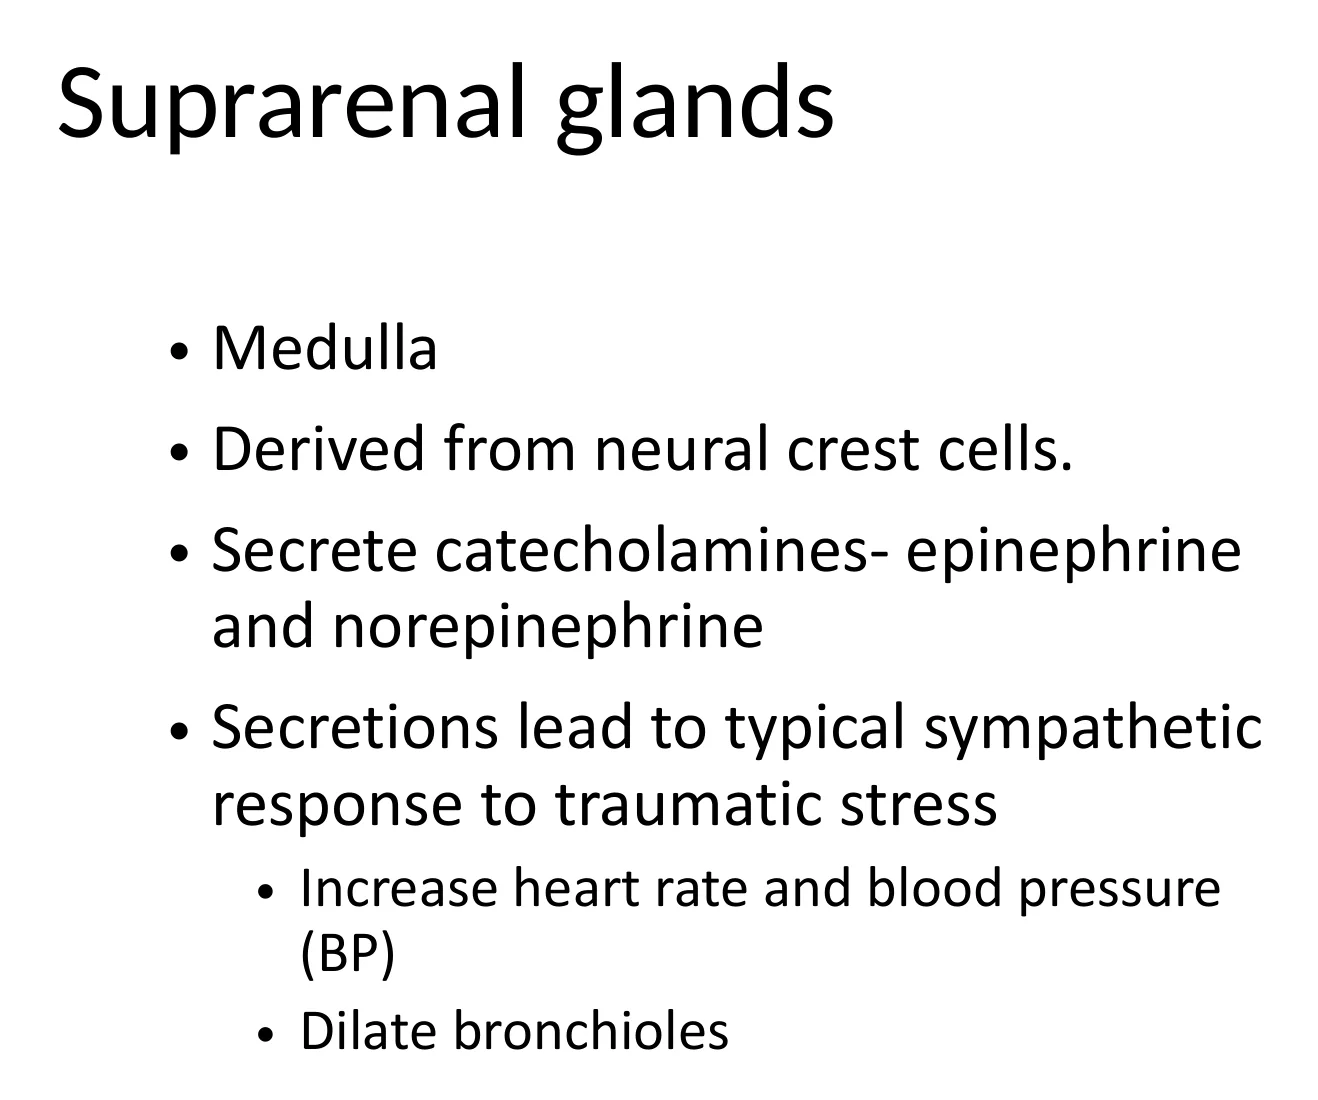 Suprarenal glands
• Medulla
• Derived from neural crest cells.
• Secrete catecholamines- epinephrine
and norepinephrine
• Secretions lead to typical sympathetic
response to traumatic stress
• Increase heart rate and blood pressure
(BP)
• Dilate bronchioles